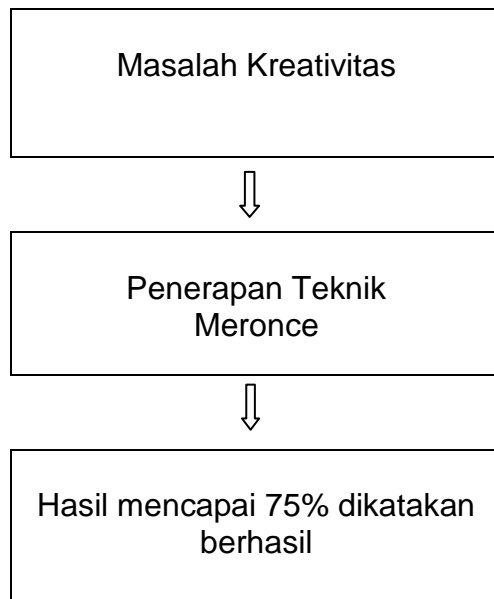 Masalah Kreativitas
Penerapan Teknik
Meronce
Hasil mencapai 75% dikatakan
berhasil